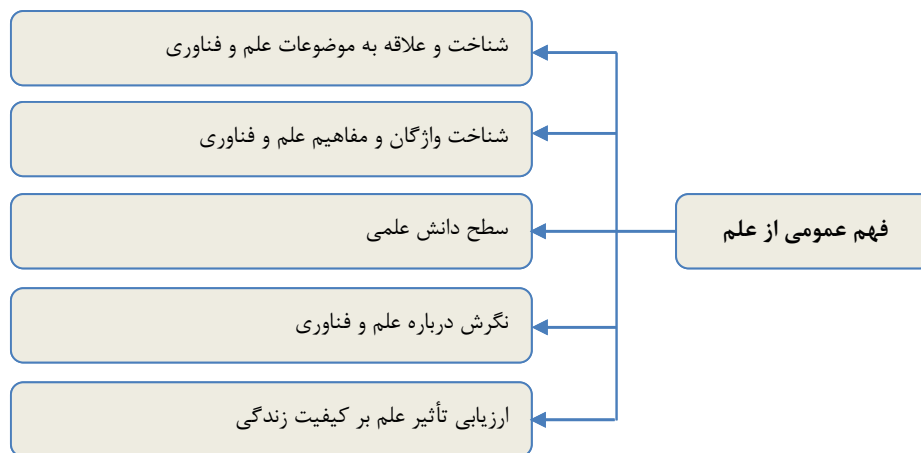 فهم عمومی از علم
شناخت و علاقه به موضوعات علم و فناوری
شناخت واژگان و مفاهیم علم و فناوری
سطح دانش علمی
نگرش درباره علم و فناوری
ارزیابی تأثیر علم بر کیفیت زندگی